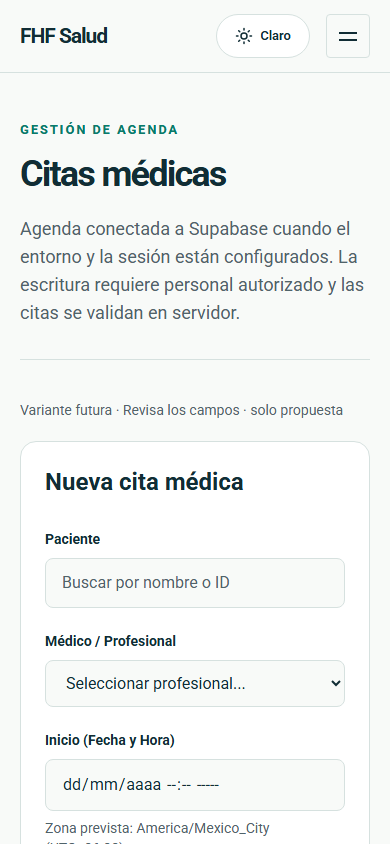 FHF Salud
Claro
GESTIÓN DE AGENDA
Citas médicas
Agenda conectada a Supabase cuando el
entorno y la sesión están configurados. La
escritura requiere personal autorizado y las
citas se validan en servidor.
Variante futura · Revisa los campos · solo propuesta
Nueva cita médica
Paciente
Buscar por nombre o ID
Médico / Profesional
Seleccionar profesional...
Inicio (Fecha y Hora)
dd/mm/aaaa --:-- -----
Zona prevista: America/Mexico_City